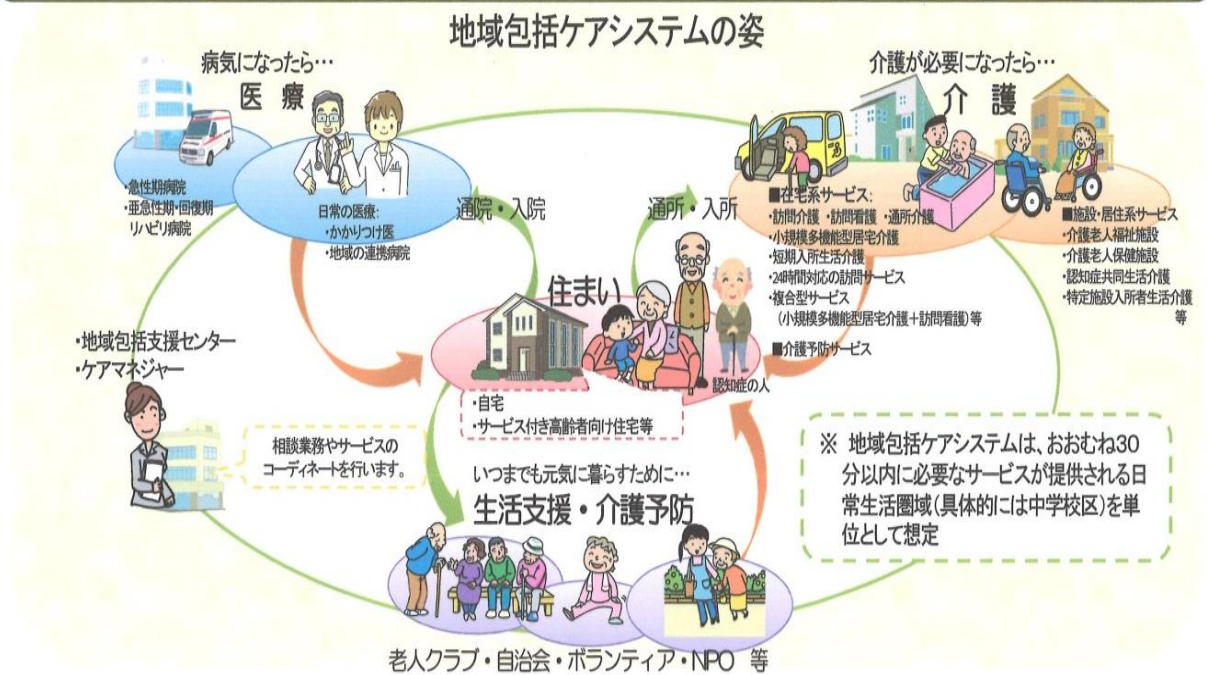 地域包括ケアシステムの姿
病気になったら…
医療
・急性期病院
・亜急性期・回復期
リハビリ病院
日常の医療:
・かかりつけ医
・地域の連携病院
通院・入院
通所・入所
介護が必要になったら…
介護
■在宅系サービス:
・訪問介護 ・訪問看護 ・通所介護
・小規模多機能型居宅介護
・短期入所生活介護
・24時間対応の訪問サービス
・複合型サービス
(小規模多機能型居宅介護+訪問看護)等
■介護予防サービス
■施設・居住系サービス
・介護老人福祉施設
・介護老人保健施設
・認知症共同生活介護
・特定施設入所者生活介護
等
住まい
認知症の人
・自宅
・サービス付き高齢者向け住宅等
・地域包括支援センター
・ケアマネジャー
相談業務やサービスの
コーディネートを行います。
いつまでも元気に暮らすために…
生活支援・介護予防
老人クラブ・自治会・ボランティア・NPO 等
※ 地域包括ケアシステムは、おおむね30
分以内に必要なサービスが提供される日
常生活圏域(具体的には中学校区)を単
位として想定